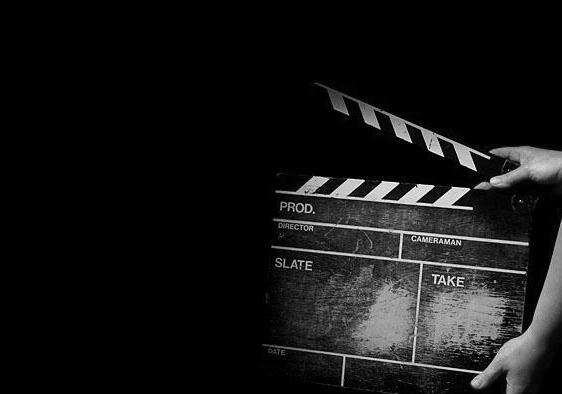 PROD.
DIRECTOR
CAMERAMAN
SLATE
TAKE
DATE